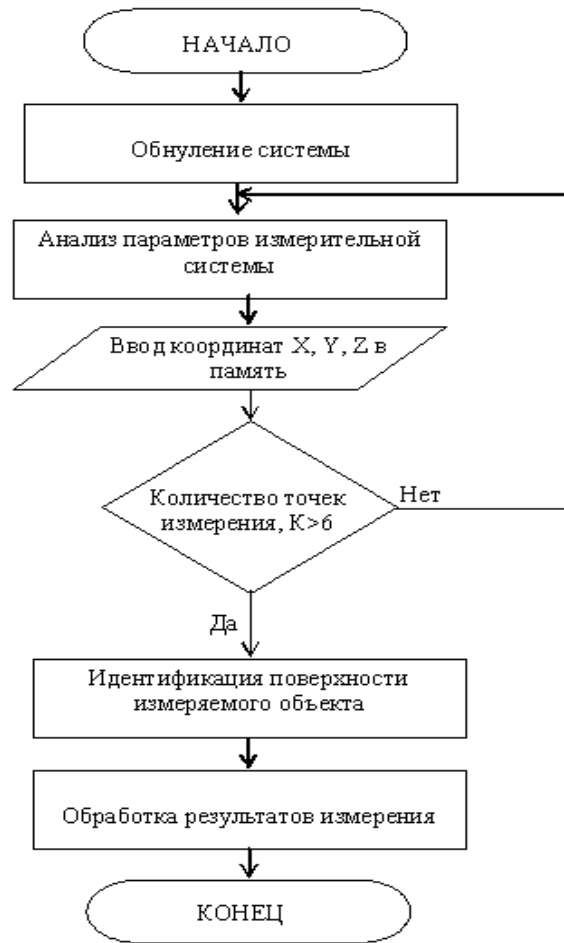 НАЧАЛО
Обнуление системы
Анализ параметров измерительной
системы
Ввод координат X, Y, Z в
память
Количество точек
измерения, К>6
Нет
Да
Идентификация поверхности
измеряемого объекта
Обработка результатов измерения
КОНЕЦ